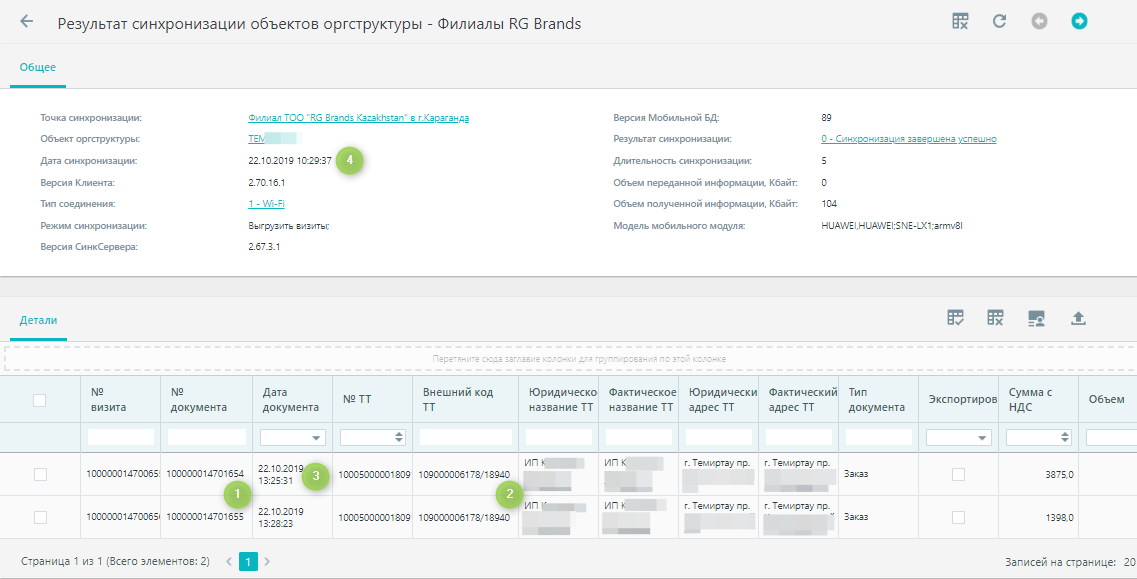 Результат синхронизации объектов оргструктуры - Филиалы RG Brands
Общее
Точка синхронизации: Филиал ТОО "RG Brands Kazakhstan" в г.Караганда
Объект оргструктуры:
Дата синхронизации: 22.10.2019 10:29:37 4
Версия Клиента: 2.70.16.1
Тип соединения: 1 - Wi-Fi
Режим синхронизации: Выгрузить визиты;
Версия СинкСервера: 2.67.3.1
Версия Мобильной БД: 89
Результат синхронизации: 0 - Синхронизация завершена успешно
Длительность синхронизации: 5
Объем переданной информации, Кбайт: 0
Объем полученной информации, Кбайт: 104
Модель мобильного модуля: HUAWEI,HUAWEI;SNE-LX1;armv8l
Детали
Перетяните сюда заглавие колонки для группирования по этой колонке
№ визита
№ документа
Дата документа
№ ТТ
Внешний код ТТ
Юридическо название ТТ
Фактическое название ТТ
Юридически адрес ТТ
Фактический адрес ТТ
Тип документа
Экспортиров
Сумма с НДС
Объем
100000014701654 22.10.2019 13:25:31 3 10005000001809 109000006178/18940 ИП ИП г. Темиртау пр. г. Темиртау пр. Заказ 3875,0
1 2
100000014701655 22.10.2019 13:28:23 10005000001809 109000006178/18940 ИП ИП г. Темиртау пр. г. Темиртау пр. Заказ 1398,0
Страница 1 из 1 (Всего элементов: 2) 1 Записей на странице: 20